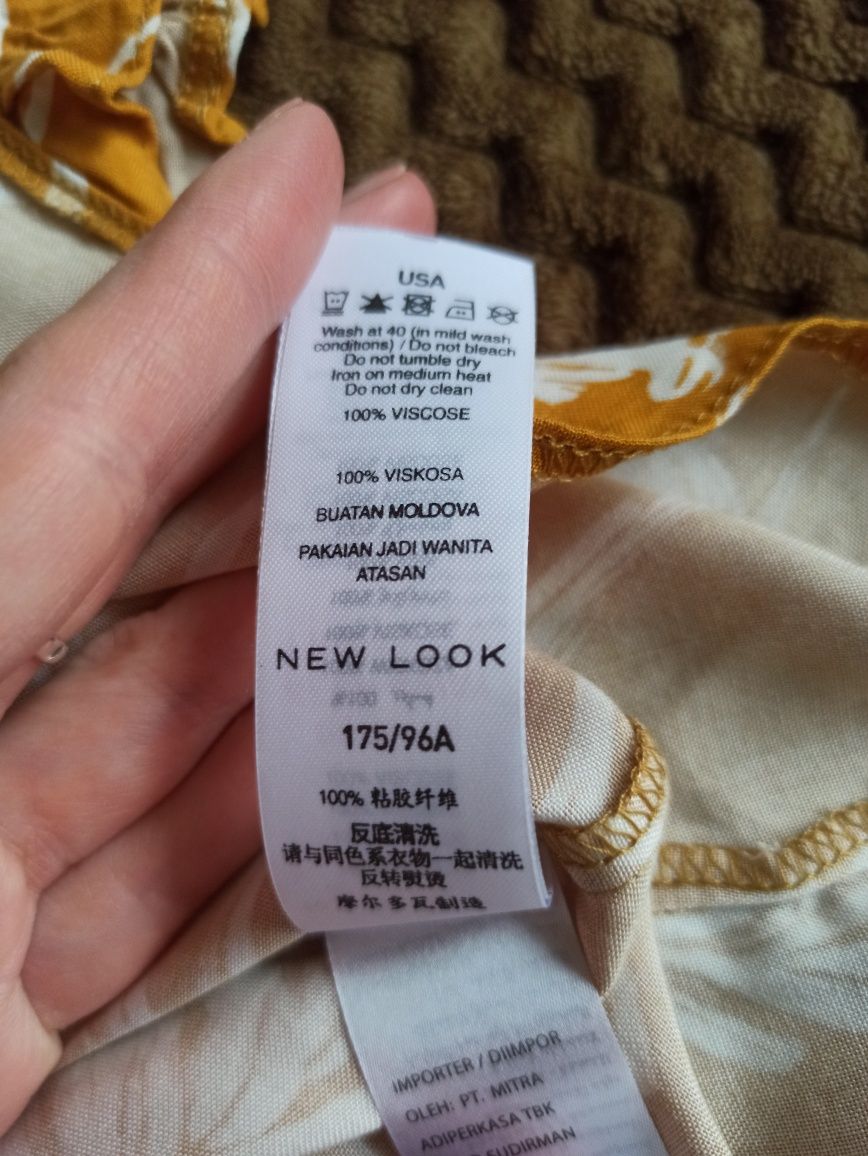 USA
Wash at 40 (in mild wash
conditions) / Do not bleach
Do not tumble dry
Iron on medium heat
Do not dry clean
100% VISCOSE
100% VISKOSA
BUATAN MOLDOVA
PAKAIAN JADI WANITA
ATASAN
NEW LOOK
175/96A
100% 粘胶纤维
反底清洗
请与同色系衣物一起清洗
反转熨烫
摩尔多瓦制造
IMPORTER / DIIMPOR
OLEH: PT. MITRA
ADIPERKASA TBK
SUDIRMAN